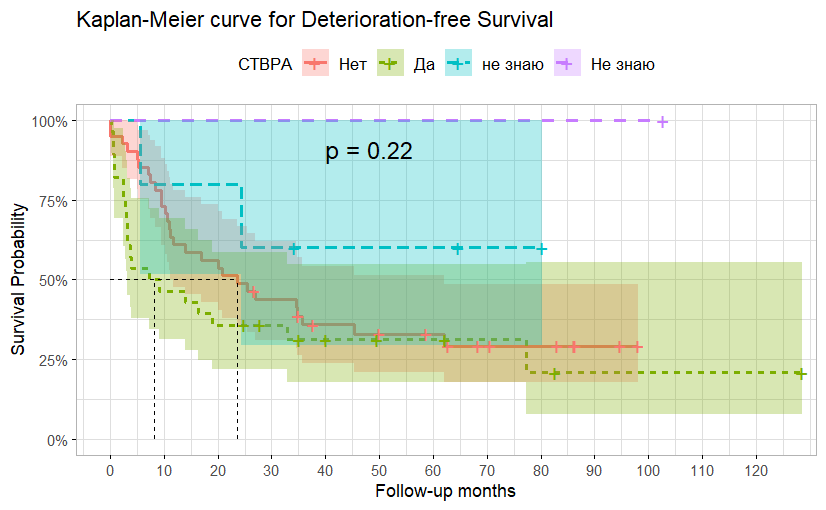 Kaplan-Meier curve for Deterioration-free Survival
СТВРА Нет Да не знаю Не знаю
100%
75%
50%
25%
0%
Survival Probability
p = 0.22
0 10 20 30 40 50 60 70 80 90 100 110 120
Follow-up months